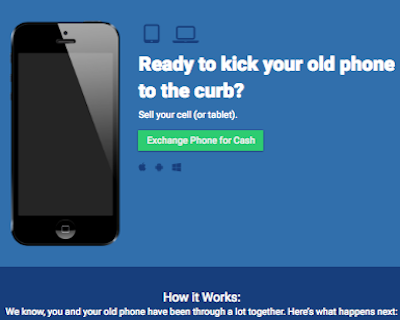 Ready to kick your old phone
to the curb?
Sell your cell (or tablet).
Exchange Phone for Cash
How it Works:
We know, you and your old phone have been through a lot together. Here's what happens next: